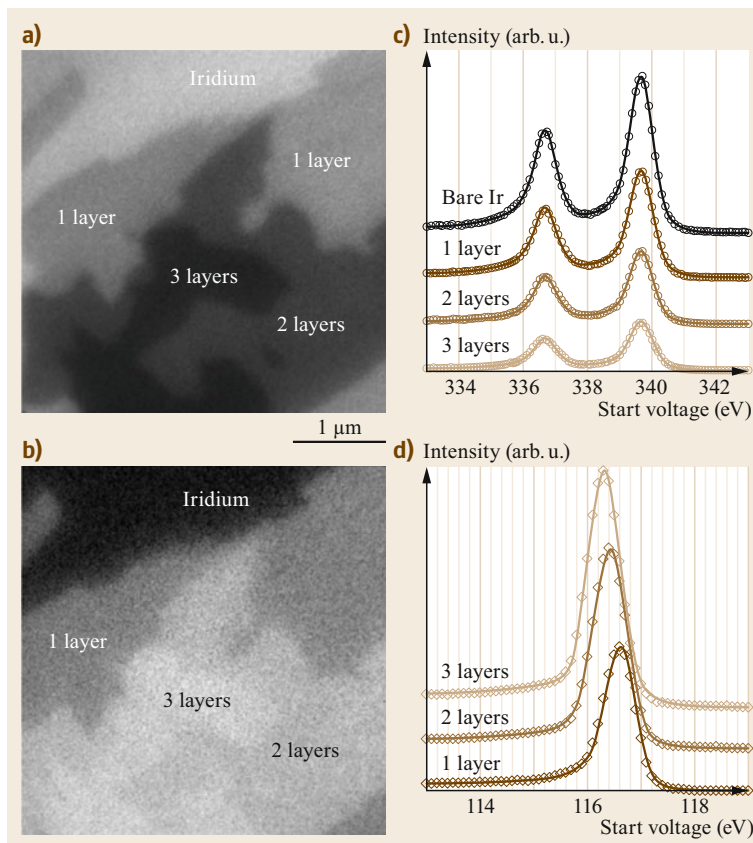 a)
Iridium
1 layer
1 layer
3 layers
2 layers
1 µm
b)
Iridium
1 layer
3 layers
2 layers
c)
Intensity (arb. u.)
Bare Ir
1 layer
2 layers
3 layers
334 336 338 340 342
Start voltage (eV)
d)
Intensity (arb. u.)
3 layers
2 layers
1 layer
114 116 118
Start voltage (eV)